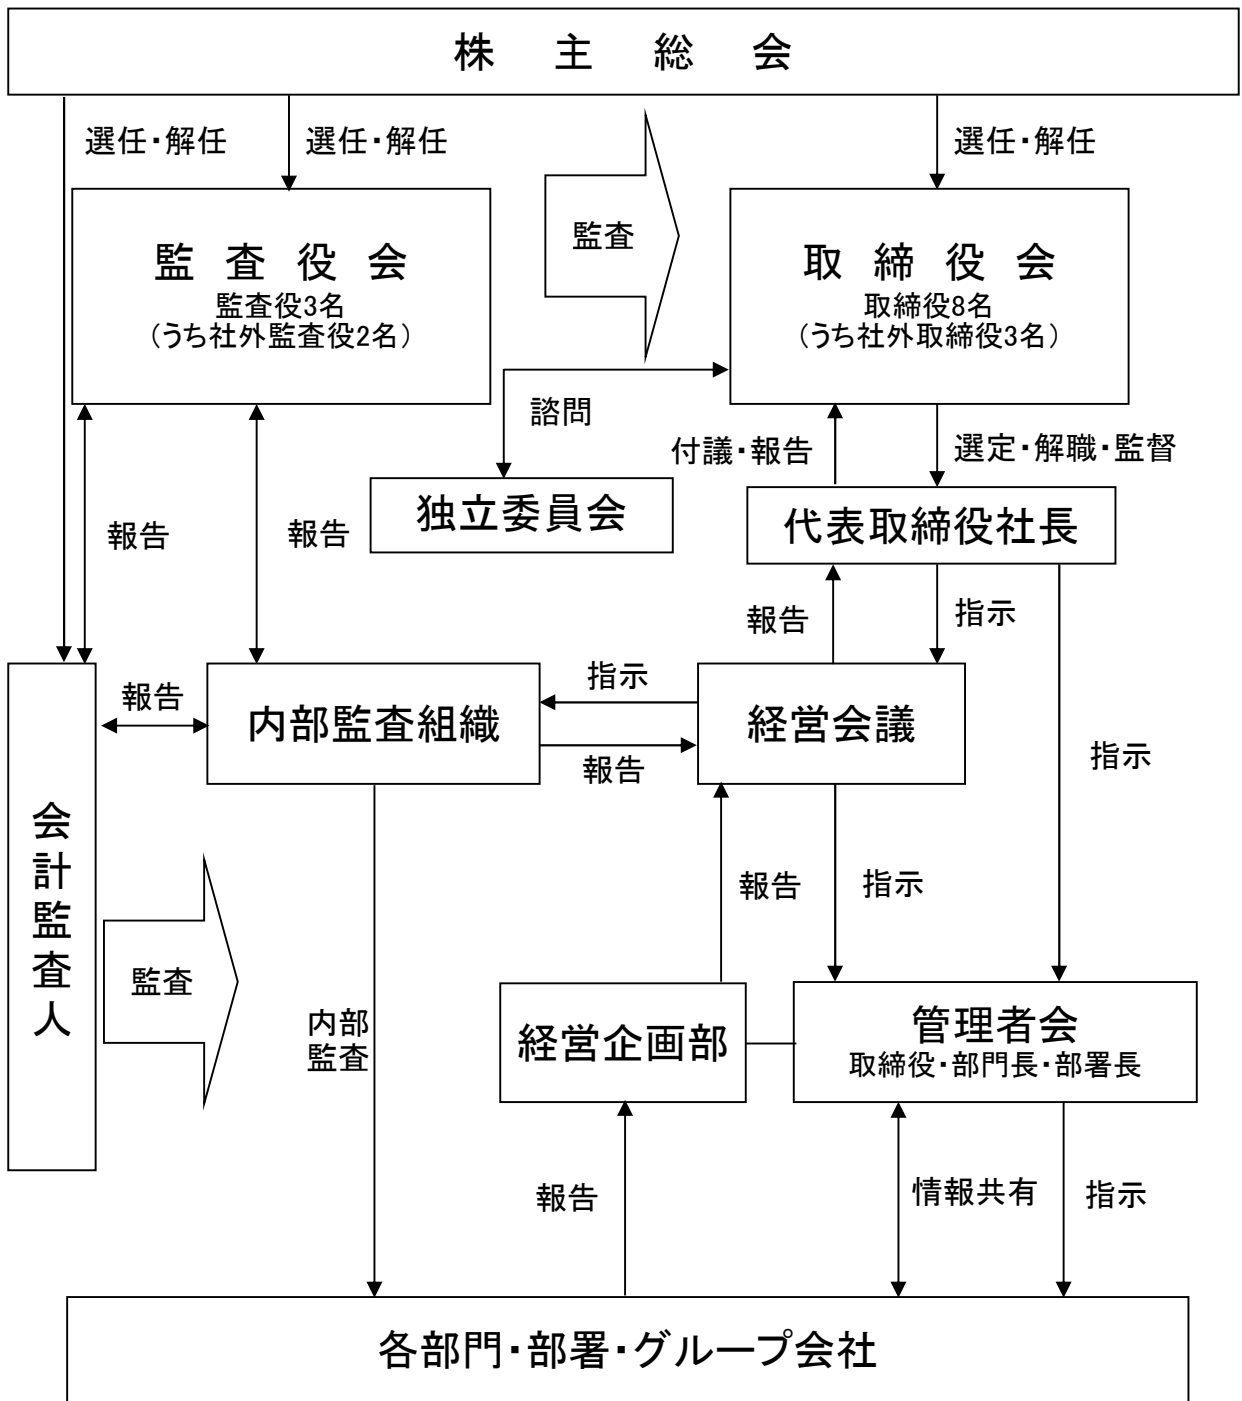 株主総会
選任・解任
選任・解任
選任・解任
監査役会
監査役3名
(うち社外監査役2名)
監査
取締役会
取締役8名
(うち社外取締役3名)
諮問
付議・報告
選定・解職・監督
独立委員会
代表取締役社長
報告
報告
報告
指示
報告
指示
内部監査組織
経営会議
報告
指示
会計監査人
報告
指示
監査
内部
監査
経営企画部
管理者会
取締役・部門長・部署長
報告
情報共有
指示
各部門・部署・グループ会社